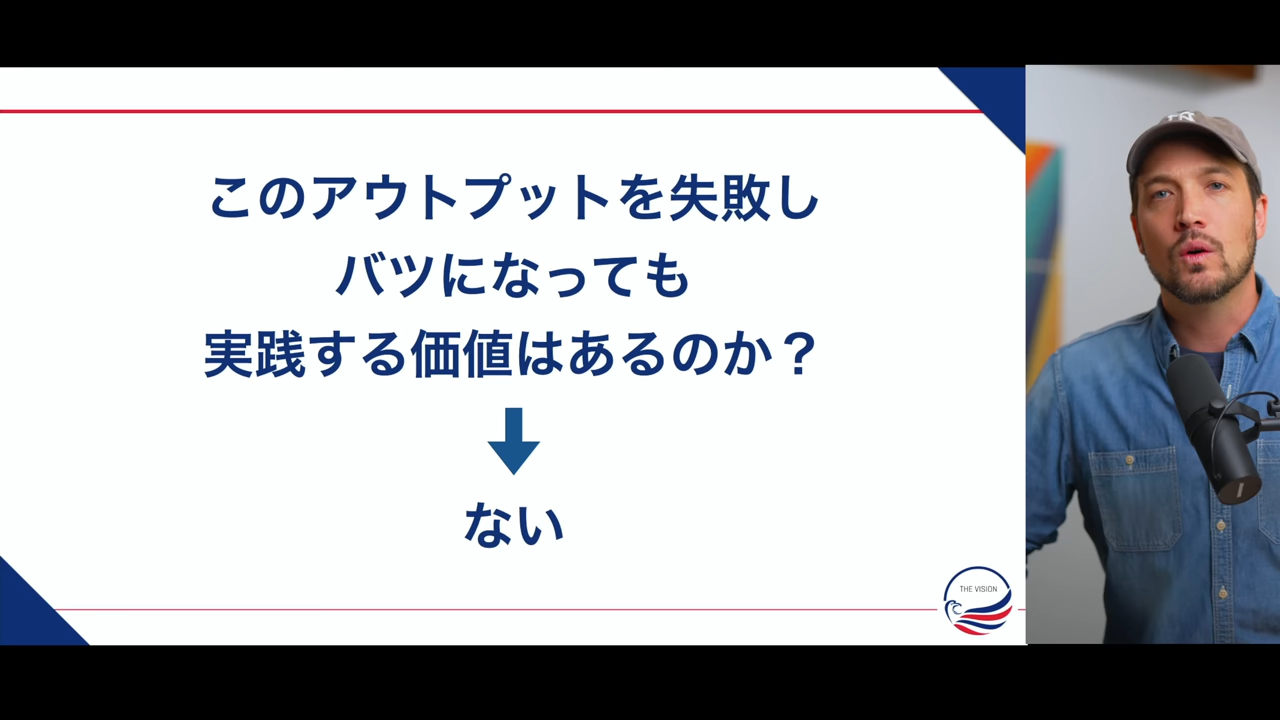 このアウトプットを失敗し
バツになっても
実践する価値はあるのか？
ない
THE VISION